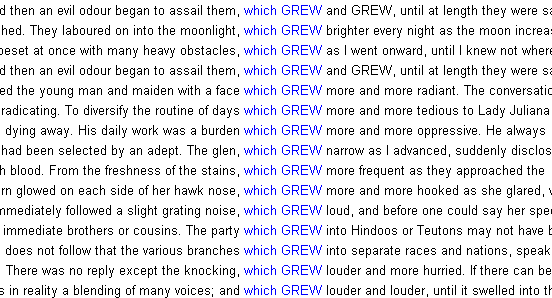 d then an evil odour began to assail them, which GREW and GREW, until at length they were sa
hed. They laboured on into the moonlight, which GREW brighter every night as the moon increas
beset at once with many heavy obstacles, which GREW as I went onward, until I knew not where
d then an evil odour began to assail them, which GREW and GREW, until at length they were sa
ed the young man and maiden with a face which GREW more and more radiant. The conversatic
radicating. To diversify the routine of days which GREW more and more tedious to Lady Juliana
dying away. His daily work was a burden which GREW more and more oppressive. He always
had been selected by an adept. The glen, which GREW narrow as I advanced, suddenly disclos
h blood. From the freshness of the stains, which GREW more frequent as they approached the
rn glowed on each side of her hawk nose, which GREW more and more hooked as she glared, v
mmediately followed a slight grating noise, which GREW loud, and before one could say her spe
immediate brothers or cousins. The party which GREW into Hindoos or Teutons may not have b
does not follow that the various branches which GREW into separate races and nations, speak
There was no reply except the knocking, which GREW louder and more hurried. If there can be
s in reality a blending of many voices; and which GREW louder and louder, until it swelled into th